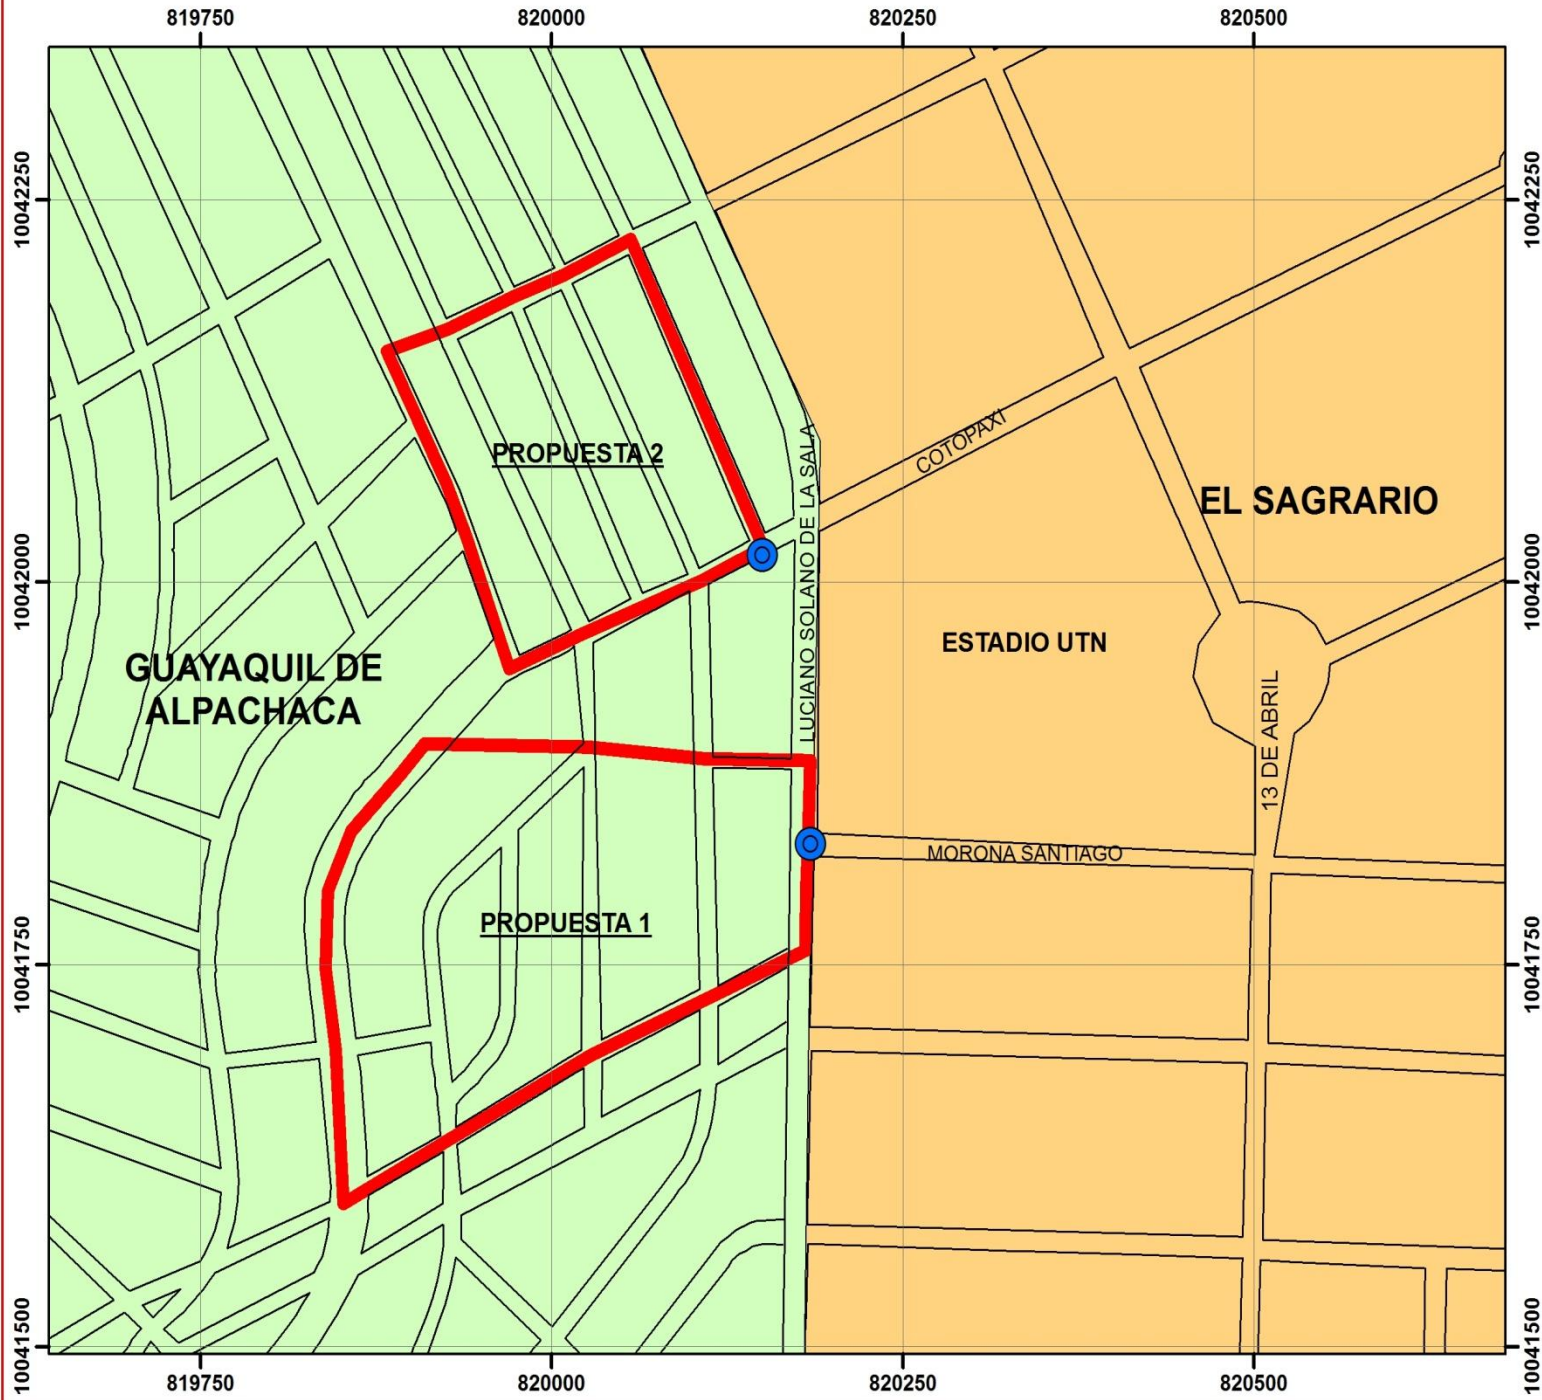 819750
820000
820250
820500
10042250
10042250
COTOPAXI
PROPUESTA 2
LUCIANO SOLANO DE LA SALA
EL SAGRARIO
10042000
10042000
ESTADIO UTN
GUAYAQUIL DE
ALPACHACA
13 DE ABRIL
MORONA SANTIAGO
PROPUESTA 1
10041750
10041750
10041500
10041500
819750
820000
820250
820500